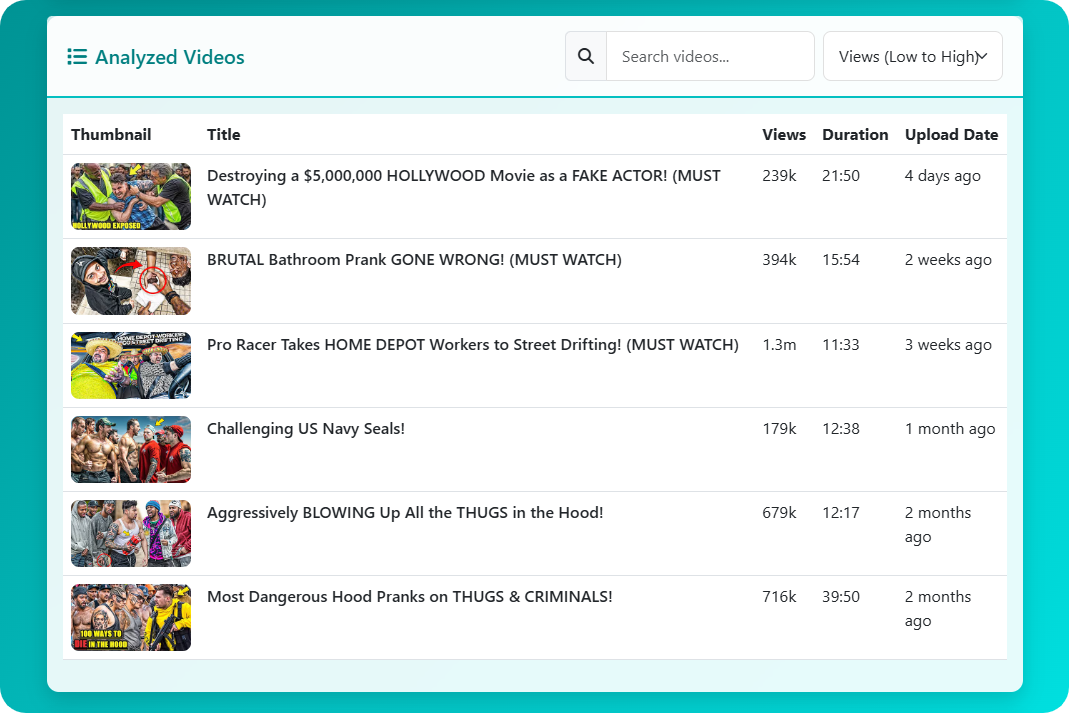 Analyzed Videos
Search videos...
Views (Low to High)
Thumbnail Title Views Duration Upload Date
HOLLYWOOD EXPOSED
Destroying a $5,000,000 HOLLYWOOD Movie as a FAKE ACTOR! (MUST
WATCH)
239k 21:50 4 days ago
BRUTAL Bathroom Prank GONE WRONG! (MUST WATCH) 394k 15:54 2 weeks ago
HOME DEPOT WORKERS
GO STREET DRIFTING
Pro Racer Takes HOME DEPOT Workers to Street Drifting! (MUST WATCH) 1.3m 11:33 3 weeks ago
Challenging US Navy Seals! 179k 12:38 1 month ago
Aggressively BLOWING Up All the THUGS in the Hood! 679k 12:17 2 months
ago
Most Dangerous Hood Pranks on THUGS & CRIMINALS! 716k 39:50 2 months
ago
100 WAYS TO
DIE IN THE HOOD